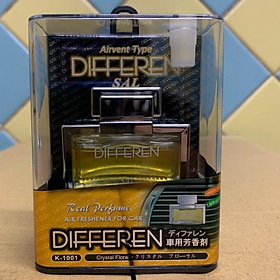 Airvent Type
DIFFEREN
SAL
DIFFEREN
Real Perfume
AIR FRESHENER FOR CAR
DIFFEREN
ディファレン
車用芳香剤
K-1001
Crystal Floral・クリスタル フローラル